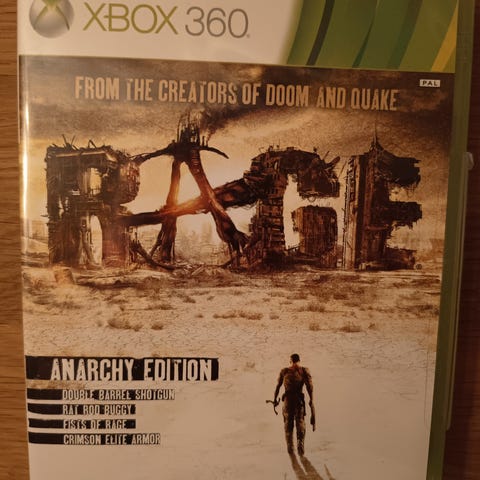 XBOX 360
PAL
FROM THE CREATORS OF DOOM AND QUAKE
RAGE
ANARCHY EDITION
DOUBLE BARREL SHOTGUN
RAT ROD BUGGY
FISTS OF RAGE
CRIMSON ELITE ARMOR